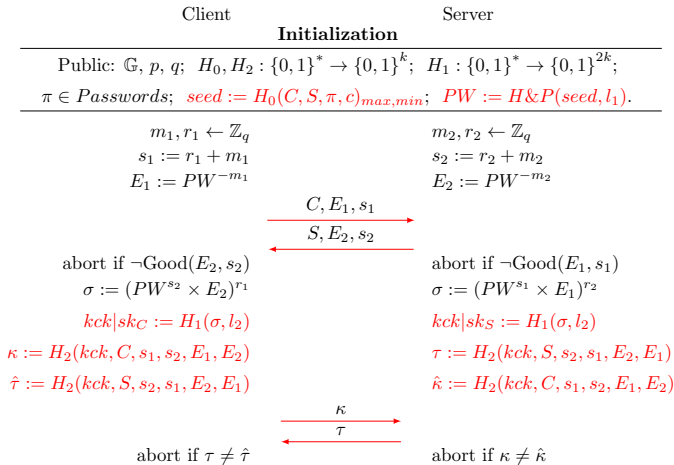 Client Server
Initialization
Public: 𝔾, p, q; H₀, H₂ : {0, 1}* → {0, 1}ᵏ; H₁ : {0, 1}* → {0, 1}²ᵏ;
π ∈ Passwords; seed := H₀(C, S, π, c)ₘₐₓ,ₘᵢₙ; PW := H&P(seed, l₁).
m₁, r₁ ← ℤ_q m₂, r₂ ← ℤ_q
s₁ := r₁ + m₁ s₂ := r₂ + m₂
E₁ := PW^{−m₁} E₂ := PW^{−m₂}
C, E₁, s₁
S, E₂, s₂
abort if ¬Good(E₂, s₂) abort if ¬Good(E₁, s₁)
σ := (PW^{s₂} × E₂)^{r₁} σ := (PW^{s₁} × E₁)^{r₂}
kck|sk_C := H₁(σ, l₂) kck|sk_S := H₁(σ, l₂)
κ := H₂(kck, C, s₁, s₂, E₁, E₂) τ := H₂(kck, S, s₂, s₁, E₂, E₁)
τ̂ := H₂(kck, S, s₂, s₁, E₂, E₁) κ̂ := H₂(kck, C, s₁, s₂, E₁, E₂)
κ
τ
abort if τ ≠ τ̂ abort if κ ≠ κ̂